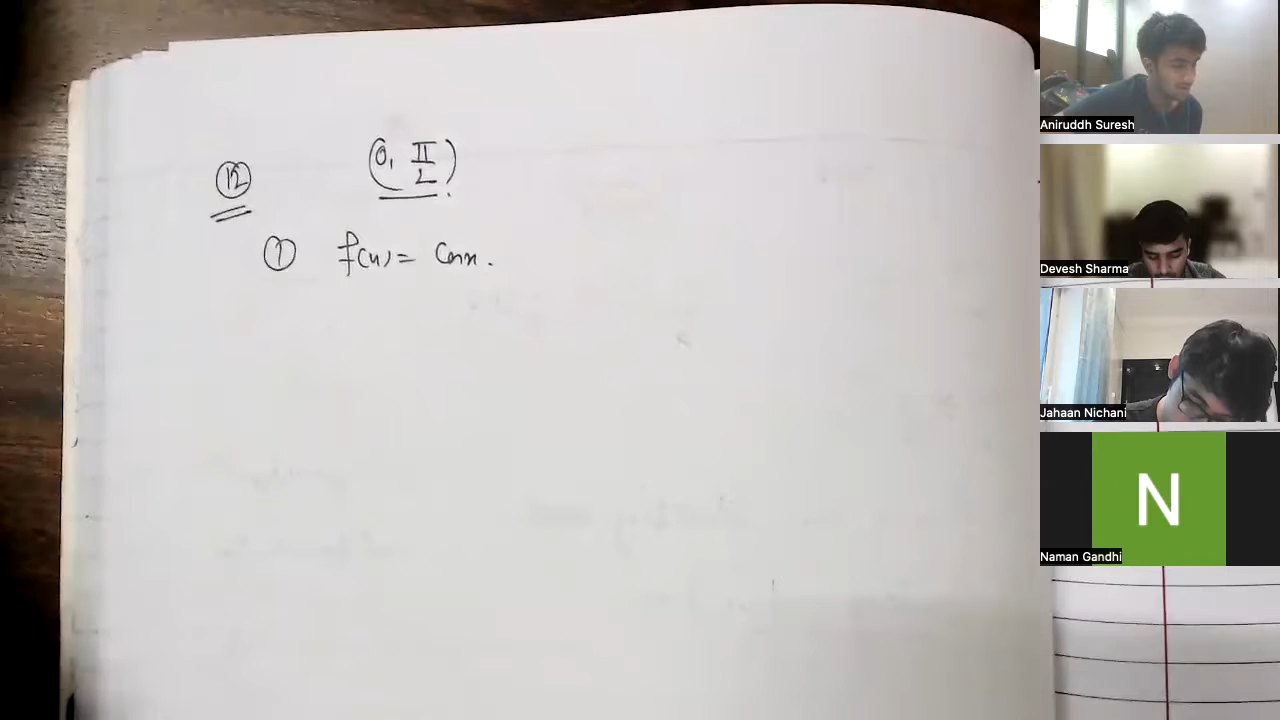 12 (0, π/2)
① f(x) = Cosx.
Aniruddh Suresh
Devesh Sharma
Jahaan Nichani
N
Naman Gandhi